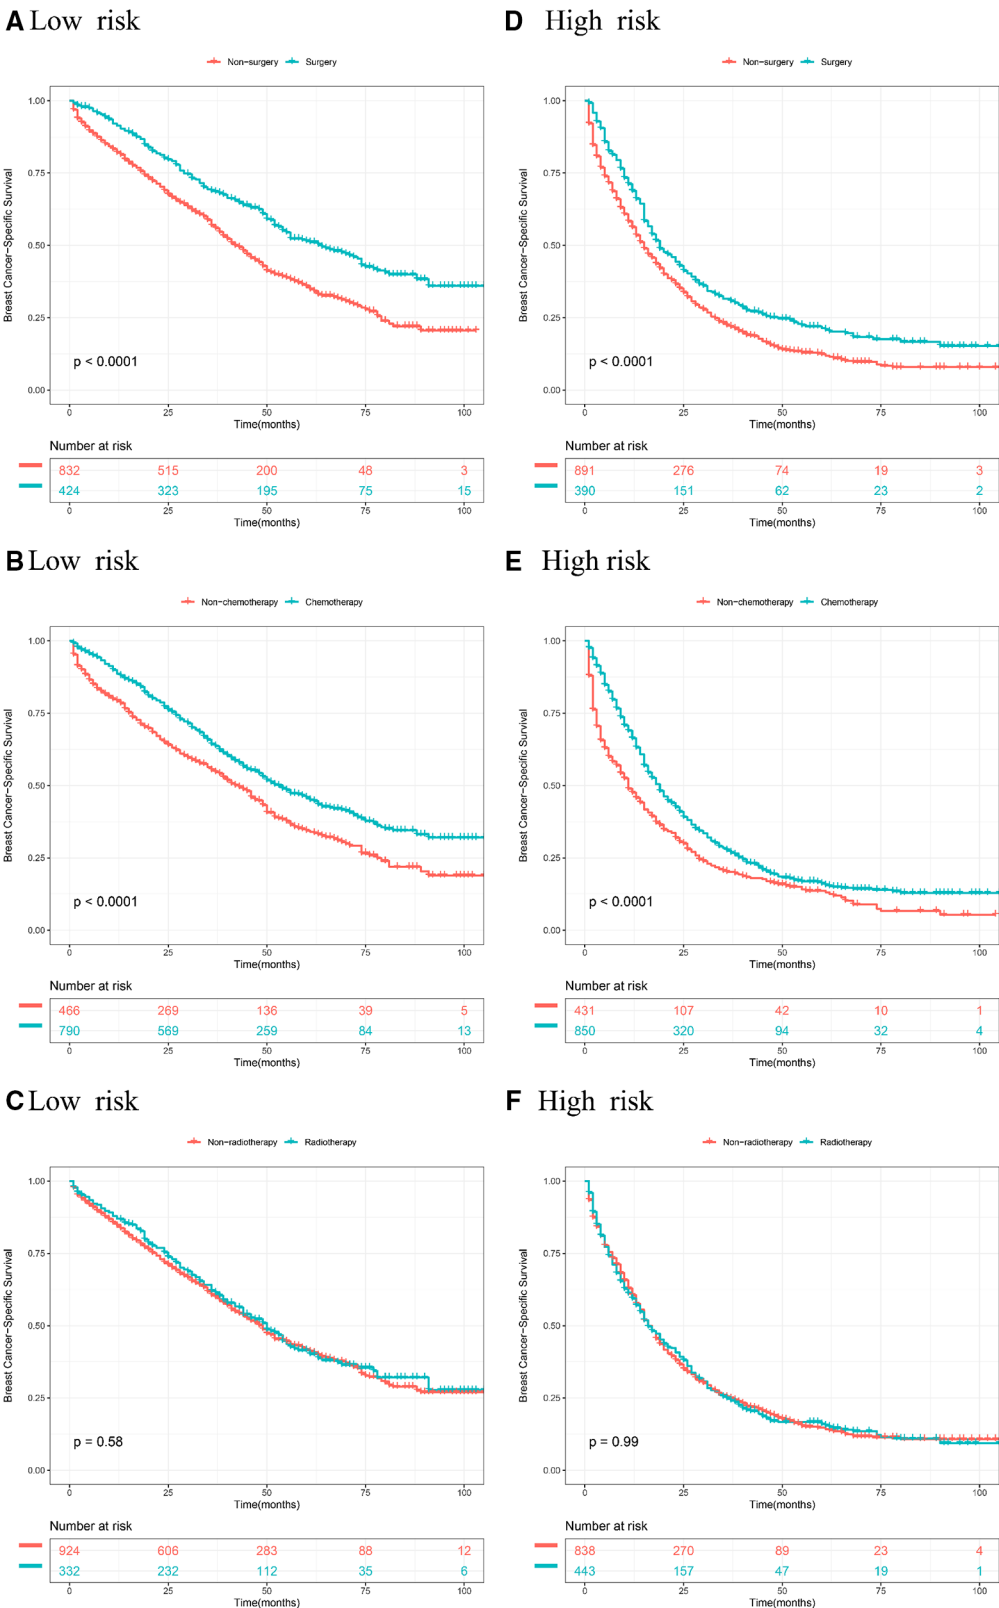 A Low risk
Non-surgery Surgery
Breast Cancer-Specific Survival
1.00
0.75
0.50
0.25
0.00
p < 0.0001
0 25 50 75 100
Time(months)
Number at risk
832 515 200 48 3
424 323 195 75 15
0 25 50 75 100
Time(months)
D High risk
Non-surgery Surgery
Breast Cancer-Specific Survival
1.00
0.75
0.50
0.25
0.00
p < 0.0001
0 25 50 75 100
Time(months)
Number at risk
891 276 74 19 3
390 151 62 23 2
0 25 50 75 100
Time(months)
B Low risk
Non-chemotherapy Chemotherapy
Breast Cancer-Specific Survival
1.00
0.75
0.50
0.25
0.00
p < 0.0001
0 25 50 75 100
Time(months)
Number at risk
466 269 136 39 5
790 569 259 84 13
0 25 50 75 100
Time(months)
E High risk
Non-chemotherapy Chemotherapy
Breast Cancer-Specific Survival
1.00
0.75
0.50
0.25
0.00
p < 0.0001
0 25 50 75 100
Time(months)
Number at risk
431 107 42 10 1
850 320 94 32 4
0 25 50 75 100
Time(months)
C Low risk
Non-radiotherapy Radiotherapy
Breast Cancer-Specific Survival
1.00
0.75
0.50
0.25
0.00
p = 0.58
0 25 50 75 100
Time(months)
Number at risk
924 606 283 88 12
332 232 112 35 6
0 25 50 75 100
Time(months)
F High risk
Non-radiotherapy Radiotherapy
Breast Cancer-Specific Survival
1.00
0.75
0.50
0.25
0.00
p = 0.99
0 25 50 75 100
Time(months)
Number at risk
838 270 89 23 4
443 157 47 19 1
0 25 50 75 100
Time(months)